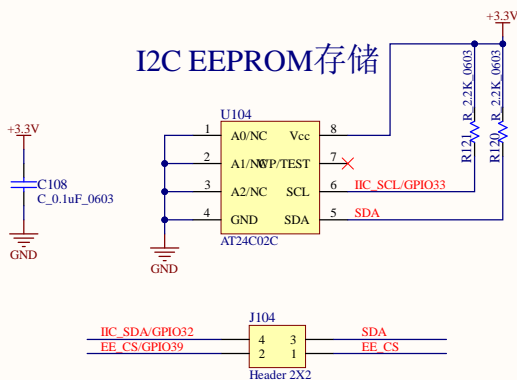 +3.3V
I2C EEPROM存储
R_2.2K_0603
R_2.2K_0603
R121
R120
U104
1 A0/NC Vcc 8
2 A1/NC WP/TEST 7
3 A2/NC SCL 6 IIC_SCL/GPIO33
4 GND SDA 5 SDA
AT24C02C
GND
+3.3V
C108
C_0.1uF_0603
GND
J104
IIC_SDA/GPIO32 4 3 SDA
EE_CS/GPIO39 2 1 EE_CS
Header 2X2